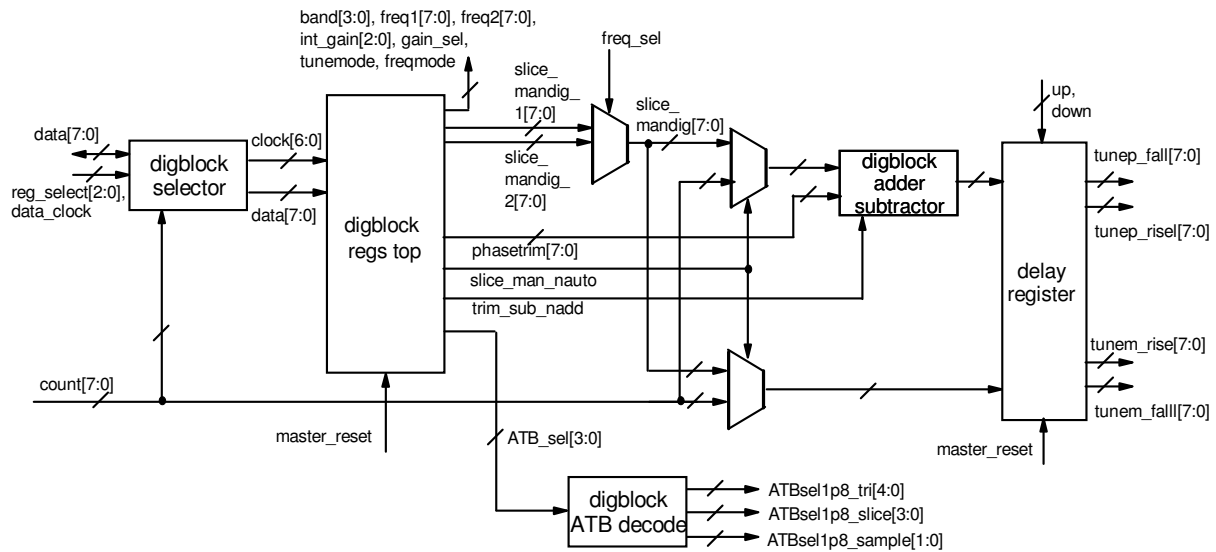 band[3:0], freq1[7:0], freq2[7:0],
int_gain[2:0], gain_sel,
tunemode, freqmode
freq_sel
slice_
mandig_
1[7:0]
slice_
mandig[7:0]
up,
down
data[7:0]
reg_select[2:0],
data_clock
digblock
selector
clock[6:0]
data[7:0]
digblock
regs top
slice_
mandig_
2[7:0]
digblock
adder
subtractor
tunep_fall[7:0]
tunep_risel[7:0]
phasetrim[7:0]
slice_man_nauto
trim_sub_nadd
delay
register
tunem_rise[7:0]
tunem_falll[7:0]
count[7:0]
master_reset
ATB_sel[3:0]
master_reset
digblock
ATB decode
ATBsel1p8_tri[4:0]
ATBsel1p8_slice[3:0]
ATBsel1p8_sample[1:0]